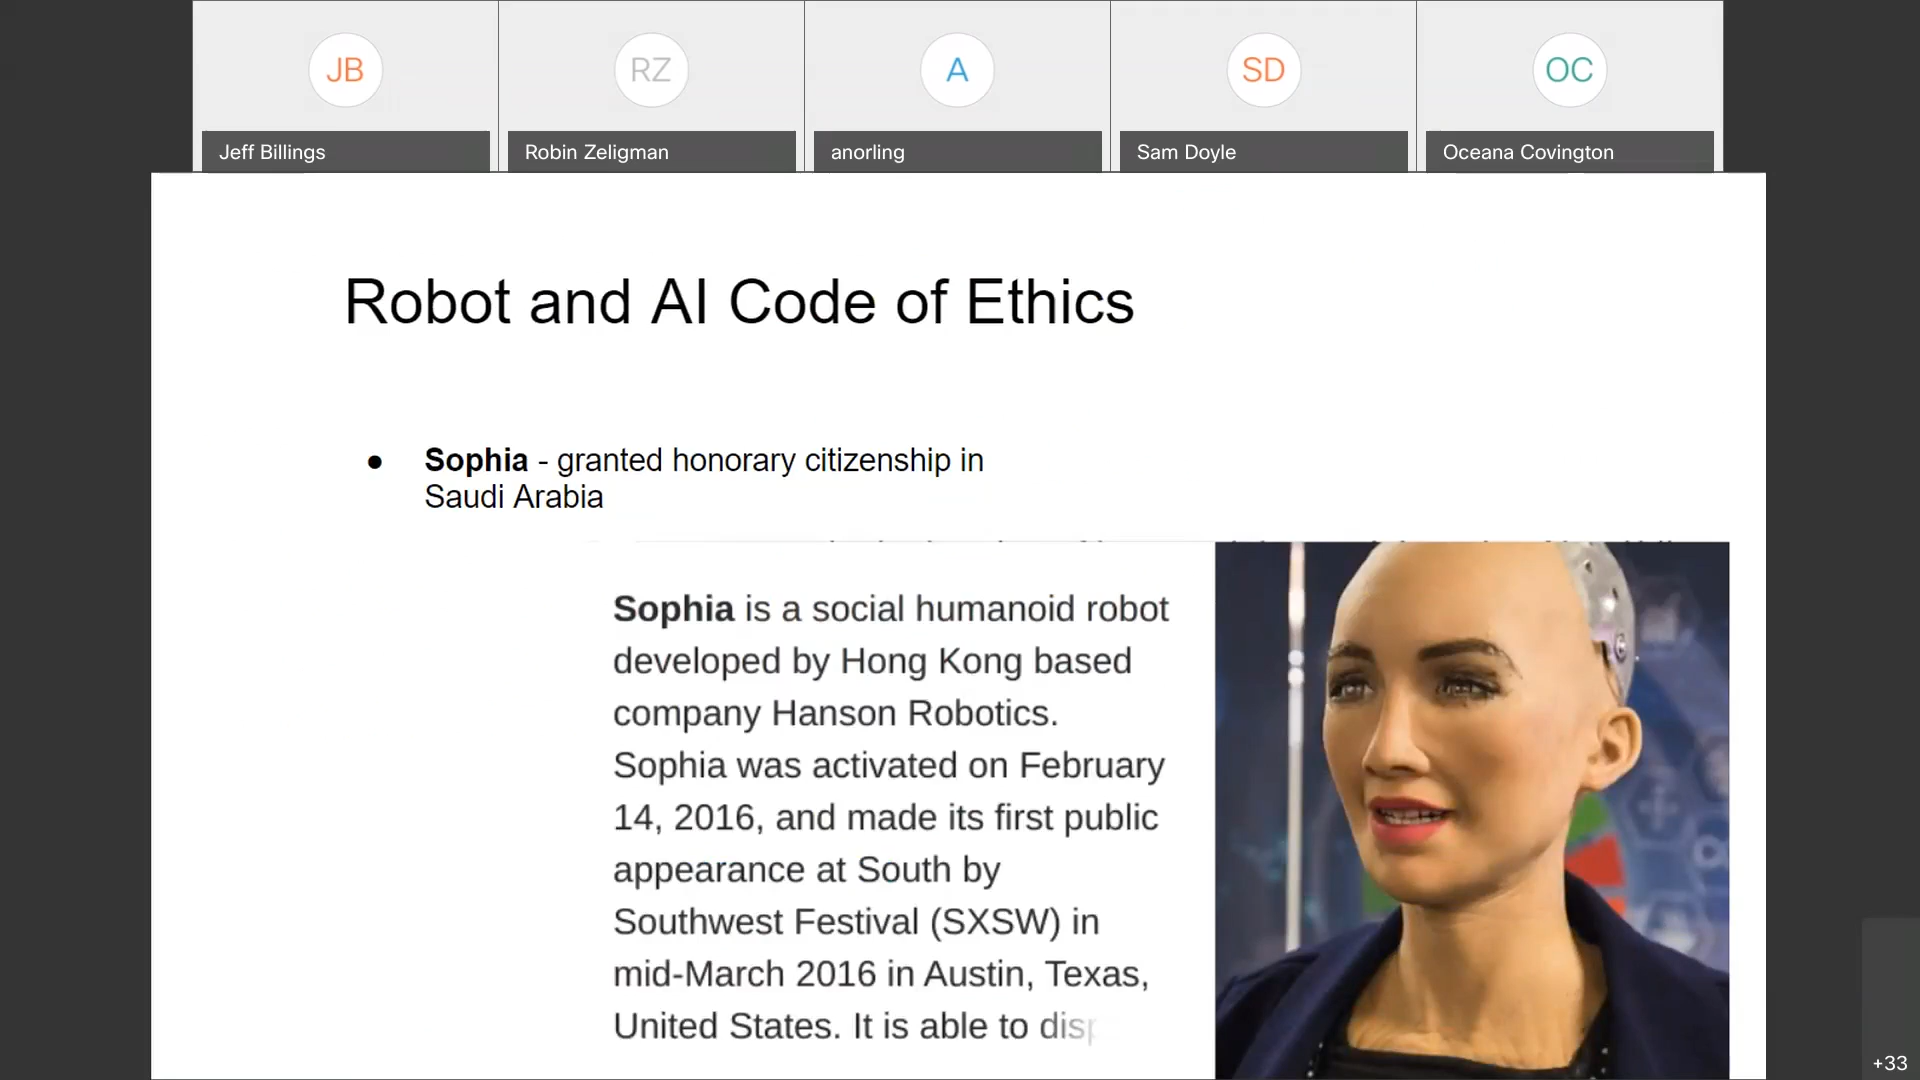 JB
RZ
A
SD
OC
Jeff Billings
Robin Zeligman
anorling
Sam Doyle
Oceana Covington
Robot and AI Code of Ethics
● Sophia - granted honorary citizenship in
Saudi Arabia
Sophia is a social humanoid robot
developed by Hong Kong based
company Hanson Robotics.
Sophia was activated on February
14, 2016, and made its first public
appearance at South by
Southwest Festival (SXSW) in
mid-March 2016 in Austin, Texas,
United States. It is able to
+33